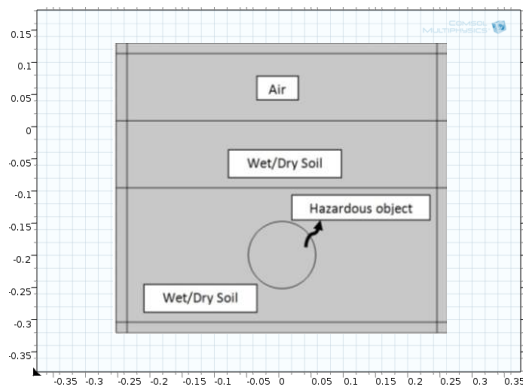 COMSOL
MULTIPHYSICS
0.15
0.1
Air
0.05
0
Wet/Dry Soil
-0.05
-0.1
Hazardous object
-0.15
-0.2
-0.25
Wet/Dry Soil
-0.3
-0.35
-0.35 -0.3 -0.25 -0.2 -0.15 -0.1 -0.05 0 0.05 0.1 0.15 0.2 0.25 0.3 0.35